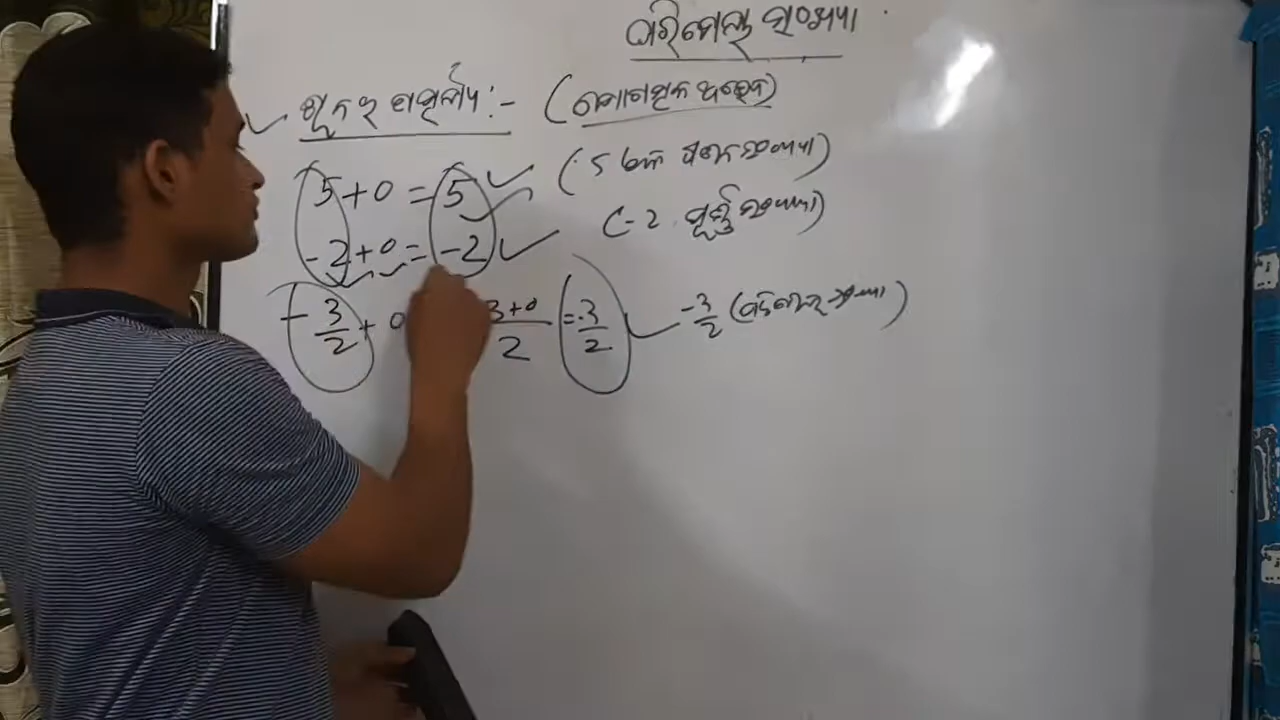 ପରିମେୟ ସଂଖ୍ୟା
ଶୂନର ସାହାର୍ଯ୍ୟ :- (ଯୋଗାତ୍ମକ ଅଭେଦ)
5+0 = 5 (5 ଏକ ଗଣନ ସଂଖ୍ୟା)
-2+0 = -2 (-2 ପୂର୍ଣ୍ଣ ସଂଖ୍ୟା)
-3/2 + 0 3+0/2 = -3/2 -3/2 (ପରିମେୟ ସଂଖ୍ୟା)